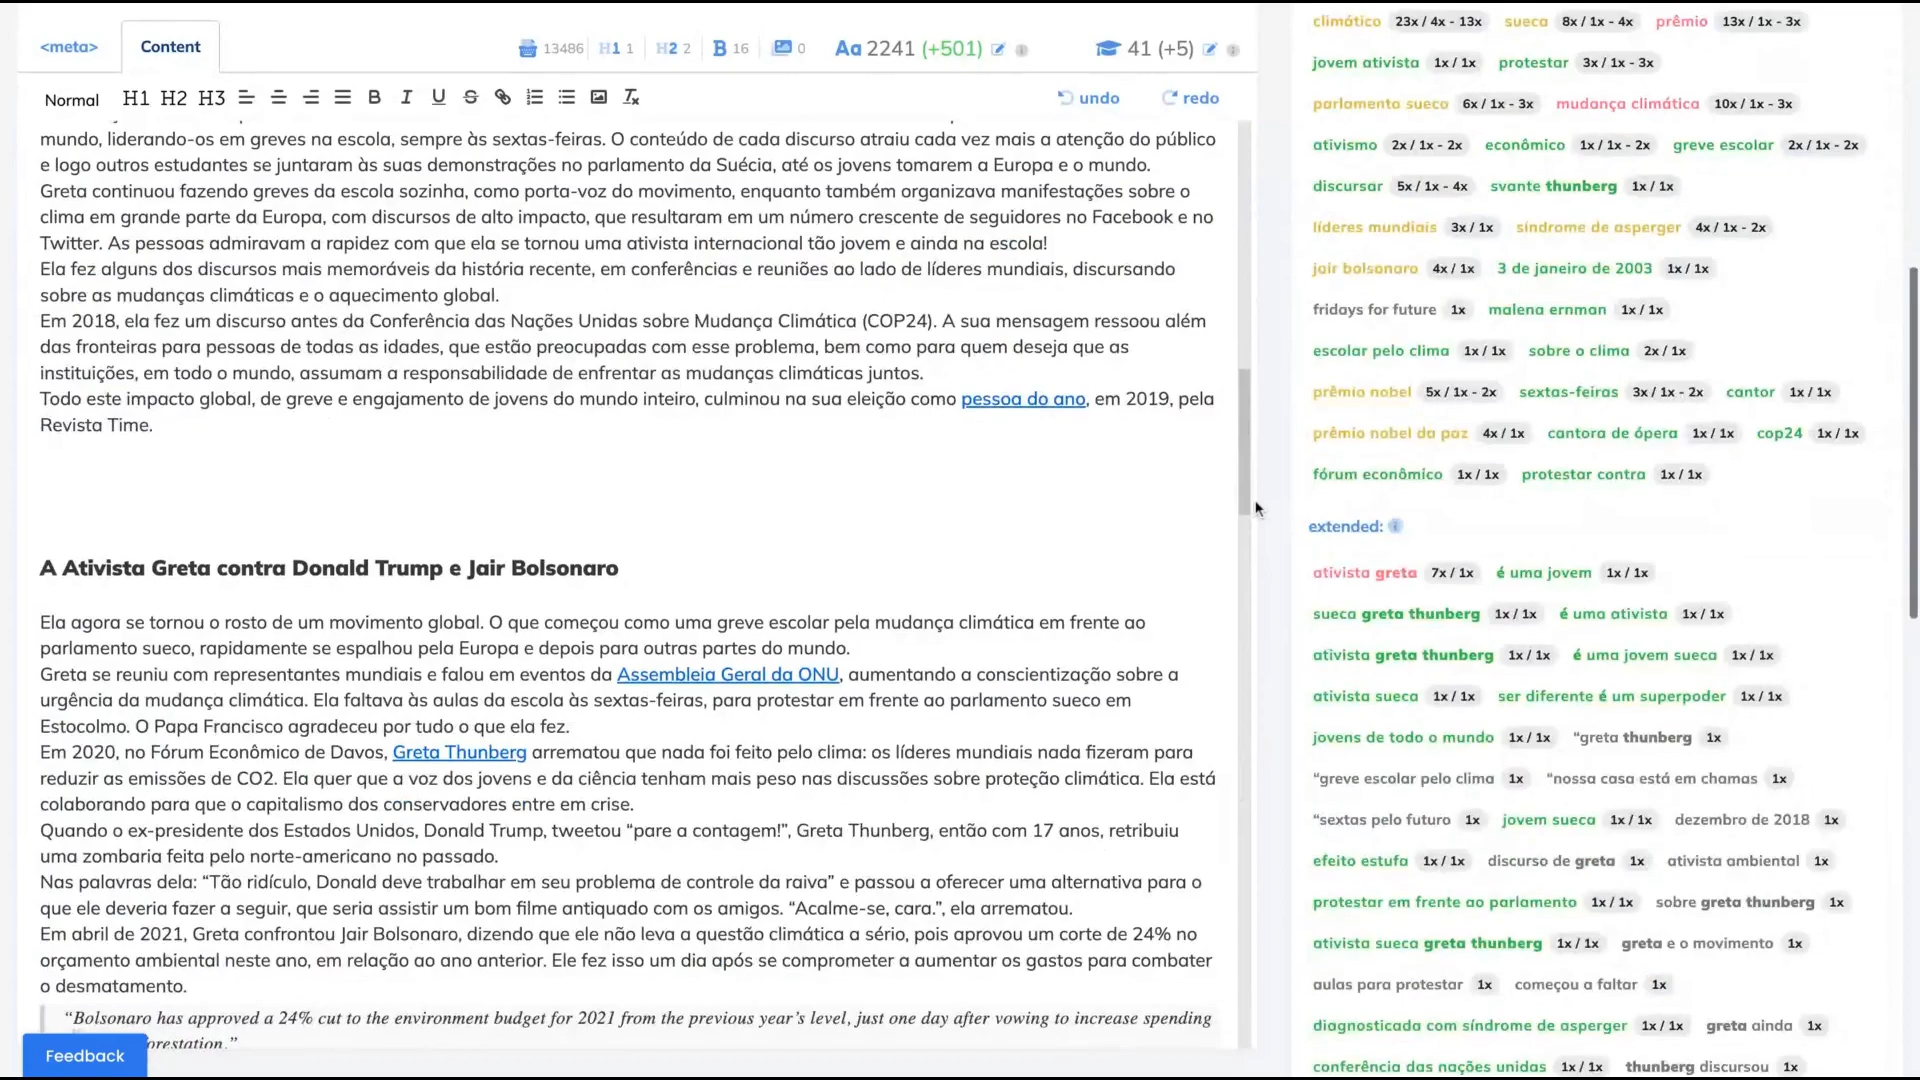 <meta>
Content
13486 H1 1 H2 2 B 16 0 Aa 2241 (+501) 41 (+5)
Normal H1 H2 H3 B I U S undo redo
mundo, liderando-os em greves na escola, sempre às sextas-feiras. O conteúdo de cada discurso atraiu cada vez mais a atenção do público
e logo outros estudantes se juntaram às suas demonstrações no parlamento da Suécia, até os jovens tomarem a Europa e o mundo.
Greta continuou fazendo greves da escola sozinha, como porta-voz do movimento, enquanto também organizava manifestações sobre o
clima em grande parte da Europa, com discursos de alto impacto, que resultaram em um número crescente de seguidores no Facebook e no
Twitter. As pessoas admiravam a rapidez com que ela se tornou uma ativista internacional tão jovem e ainda na escola!
Ela fez alguns dos discursos mais memoráveis da história recente, em conferências e reuniões ao lado de líderes mundiais, discursando
sobre as mudanças climáticas e o aquecimento global.
Em 2018, ela fez um discurso antes da Conferência das Nações Unidas sobre Mudança Climática (COP24). A sua mensagem ressoou além
das fronteiras para pessoas de todas as idades, que estão preocupadas com esse problema, bem como para quem deseja que as
instituições, em todo o mundo, assumam a responsabilidade de enfrentar as mudanças climáticas juntos.
Todo este impacto global, de greve e engajamento de jovens do mundo inteiro, culminou na sua eleição como pessoa do ano, em 2019, pela
Revista Time.
A Ativista Greta contra Donald Trump e Jair Bolsonaro
Ela agora se tornou o rosto de um movimento global. O que começou como uma greve escolar pela mudança climática em frente ao
parlamento sueco, rapidamente se espalhou pela Europa e depois para outras partes do mundo.
Greta se reuniu com representantes mundiais e falou em eventos da Assembleia Geral da ONU, aumentando a conscientização sobre a
urgência da mudança climática. Ela faltava às aulas da escola às sextas-feiras, para protestar em frente ao parlamento sueco em
Estocolmo. O Papa Francisco agradeceu por tudo o que ela fez.
Em 2020, no Fórum Econômico de Davos, Greta Thunberg arrematou que nada foi feito pelo clima: os líderes mundiais nada fizeram para
reduzir as emissões de CO2. Ela quer que a voz dos jovens e da ciência tenham mais peso nas discussões sobre proteção climática. Ela está
colaborando para que o capitalismo dos conservadores entre em crise.
Quando o ex-presidente dos Estados Unidos, Donald Trump, tweetou “pare a contagem!”, Greta Thunberg, então com 17 anos, retribuiu
uma zombaria feita pelo norte-americano no passado.
Nas palavras dela: “Tão ridículo, Donald deve trabalhar em seu problema de controle da raiva” e passou a oferecer uma alternativa para o
que ele deveria fazer a seguir, que seria assistir um bom filme antiquado com os amigos. “Acalme-se, cara.”, ela arrematou.
Em abril de 2021, Greta confrontou Jair Bolsonaro, dizendo que ele não leva a questão climática a sério, pois aprovou um corte de 24% no
orçamento ambiental neste ano, em relação ao ano anterior. Ele fez isso um dia após se comprometer a aumentar os gastos para combater
o desmatamento.
“Bolsonaro has approved a 24% cut to the environment budget for 2021 from the previous year’s level, just one day after vowing to increase spending
orestation.”
Feedback
climático 23x / 4x - 13x sueca 8x / 1x - 4x prêmio 13x / 1x - 3x
jovem ativista 1x / 1x protestar 3x / 1x - 3x
parlamento sueco 6x / 1x - 3x mudança climática 10x / 1x - 3x
ativismo 2x / 1x - 2x econômico 1x / 1x - 2x greve escolar 2x / 1x - 2x
discursar 5x / 1x - 4x svante thunberg 1x / 1x
líderes mundiais 3x / 1x síndrome de asperger 4x / 1x - 2x
jair bolsonaro 4x / 1x 3 de janeiro de 2003 1x / 1x
fridays for future 1x malena ernman 1x / 1x
escolar pelo clima 1x / 1x sobre o clima 2x / 1x
prêmio nobel 5x / 1x - 2x sextas-feiras 3x / 1x - 2x cantor 1x / 1x
prêmio nobel da paz 4x / 1x cantora de ópera 1x / 1x cop24 1x / 1x
fórum econômico 1x / 1x protestar contra 1x / 1x
extended:
ativista greta 7x / 1x é uma jovem 1x / 1x
sueca greta thunberg 1x / 1x é uma ativista 1x / 1x
ativista greta thunberg 1x / 1x é uma jovem sueca 1x / 1x
ativista sueca 1x / 1x ser diferente é um superpoder 1x / 1x
jovens de todo o mundo 1x / 1x “greta thunberg 1x
“greve escolar pelo clima 1x “nossa casa está em chamas 1x
“sextas pelo futuro 1x jovem sueca 1x / 1x dezembro de 2018 1x
efeito estufa 1x / 1x discurso de greta 1x ativista ambiental 1x
protestar em frente ao parlamento 1x / 1x sobre greta thunberg 1x
ativista sueca greta thunberg 1x / 1x greta e o movimento 1x
aulas para protestar 1x começou a faltar 1x
diagnosticada com síndrome de asperger 1x / 1x greta ainda 1x
conferência das nações unidas 1x / 1x thunberg discursou 1x